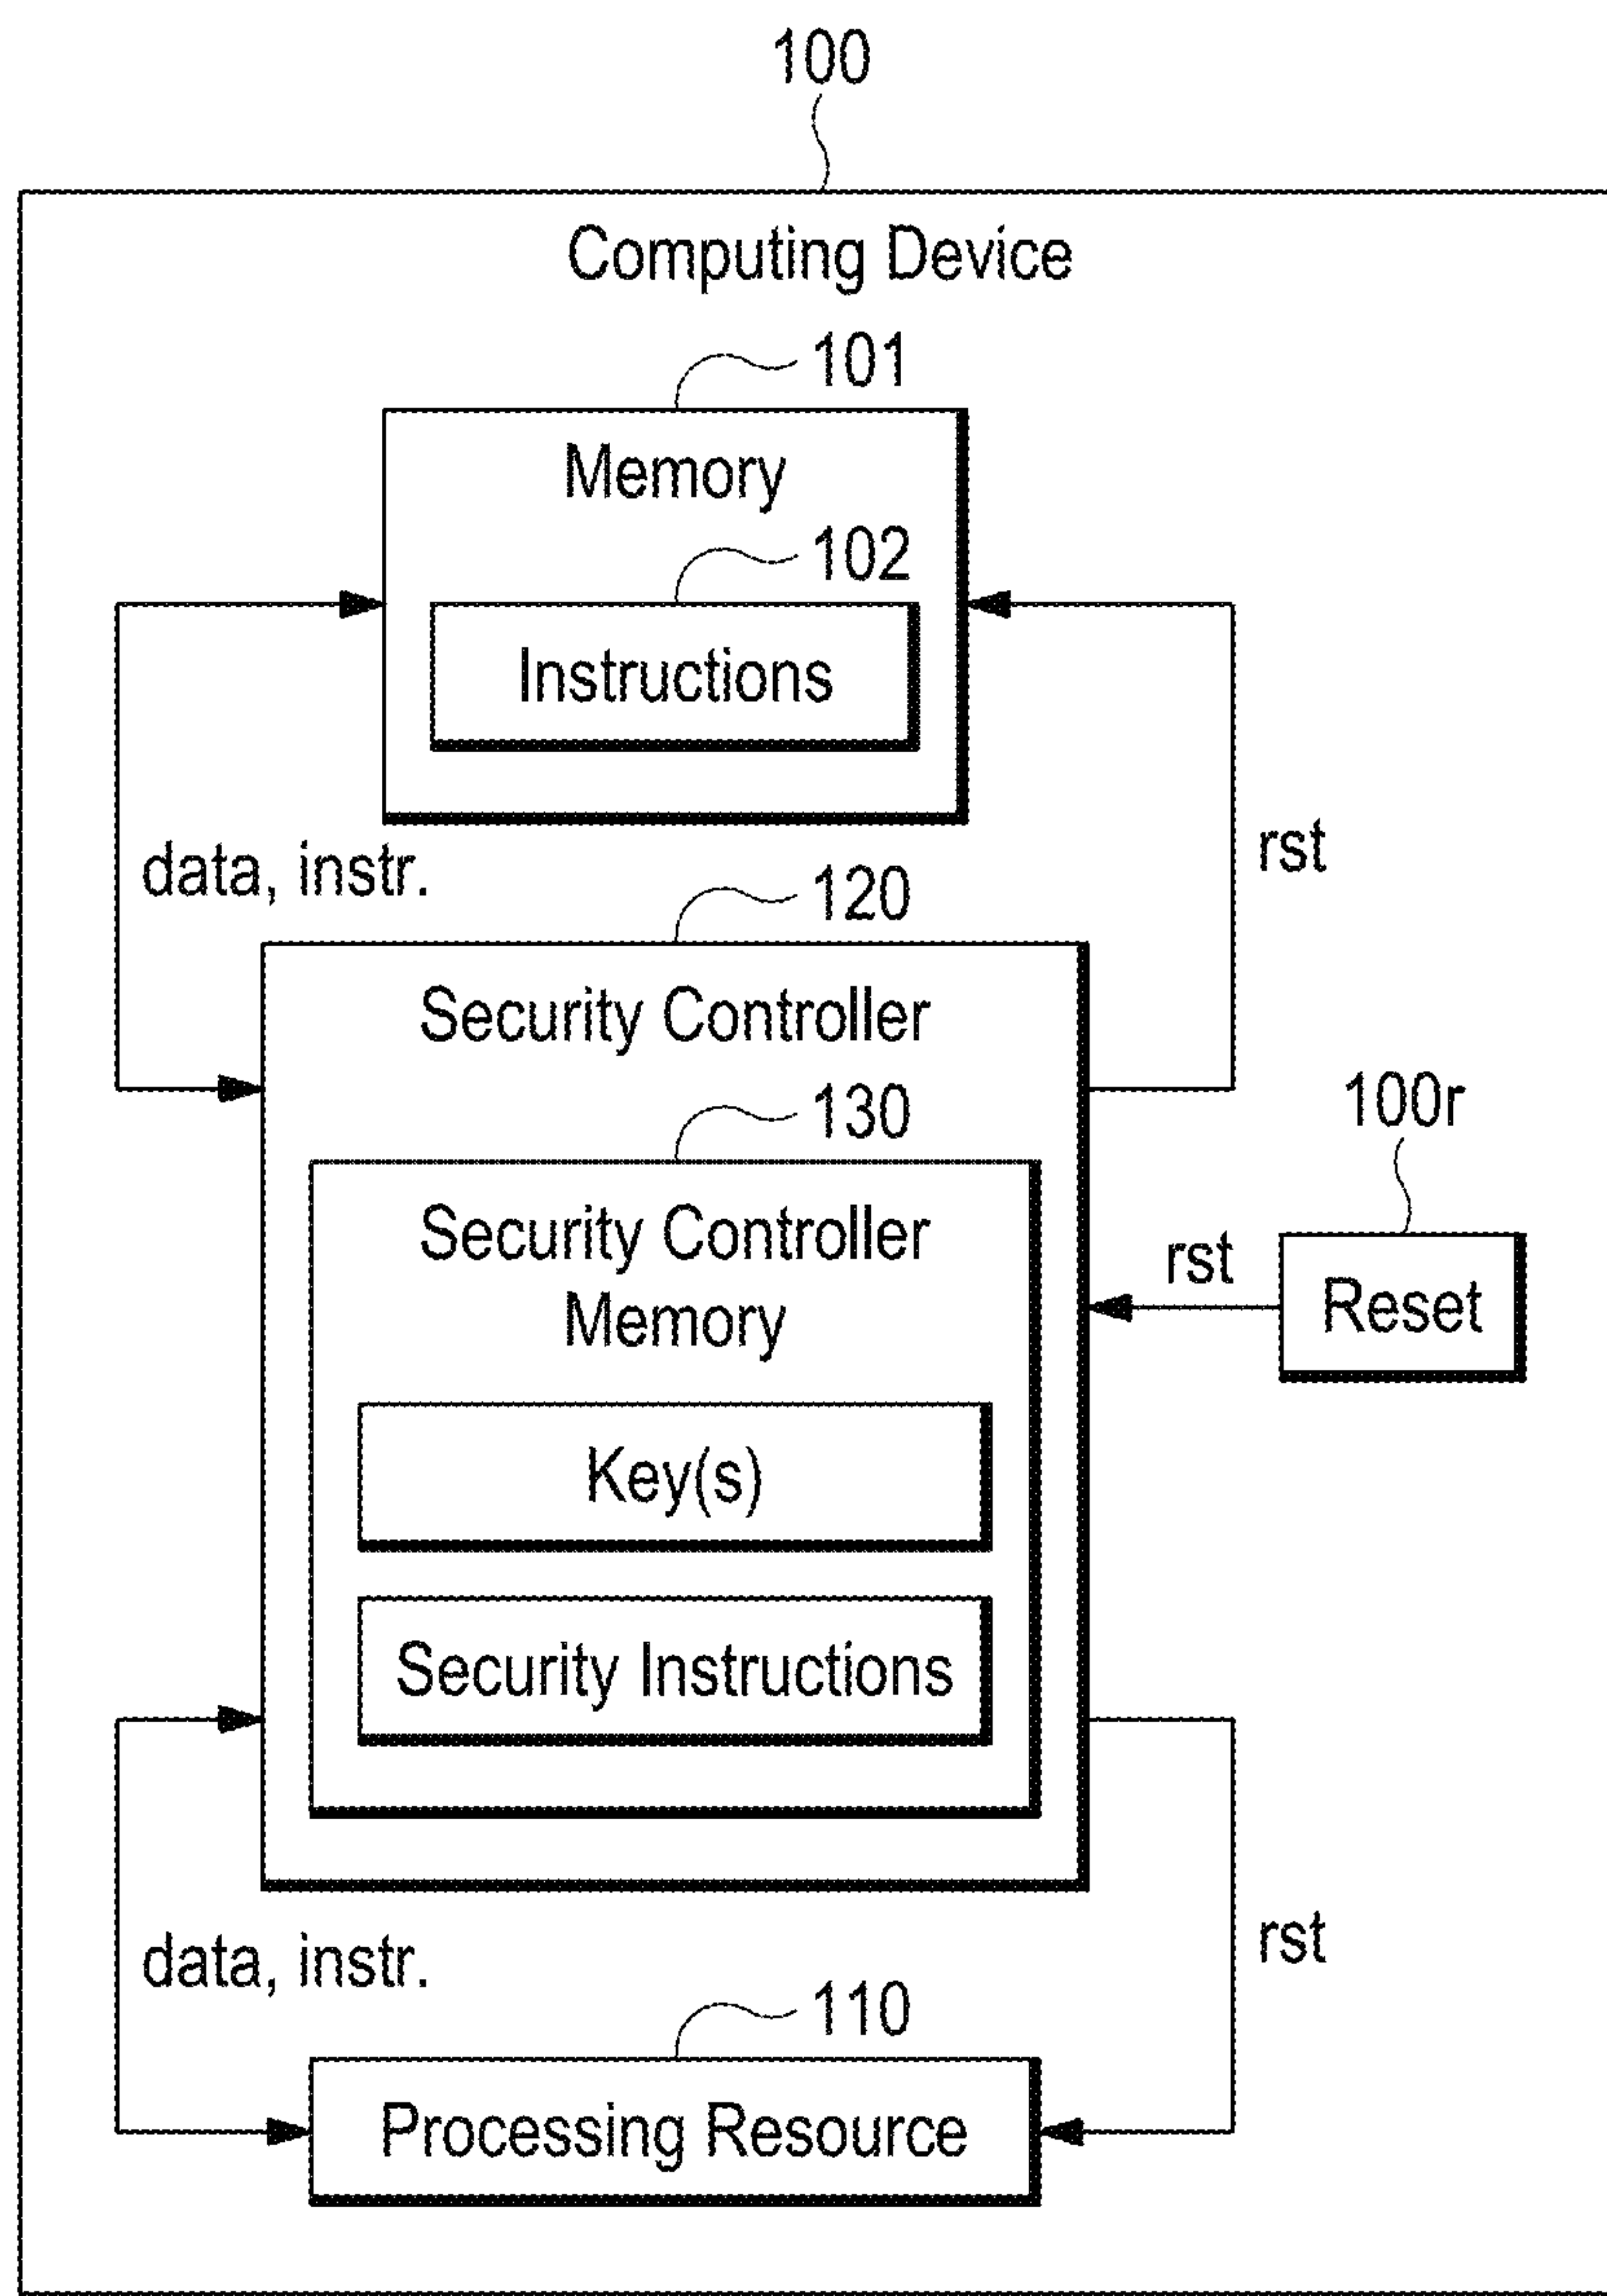 100
Computing Device
101
Memory
102
Instructions
data, instr.
rst
120
Security Controller
100r
130
Security Controller
Memory
rst
Reset
Key(s)
Security Instructions
data, instr.
rst
110
Processing Resource